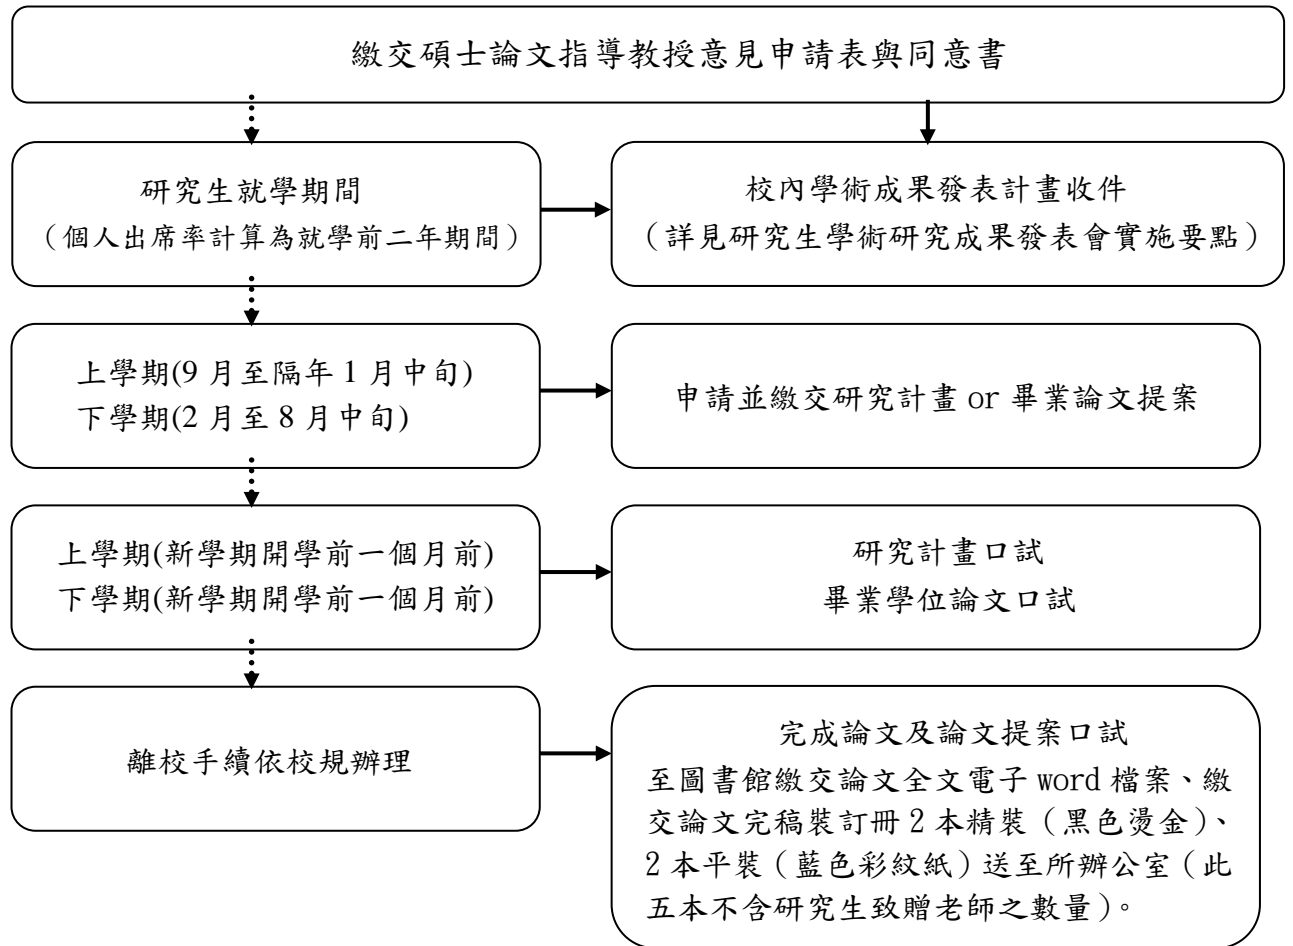 繳交碩士論文指導教授意見申請表與同意書
研究生就學期間
（個人出席率計算為就學前二年期間）
校內學術成果發表計畫收件
（詳見研究生學術研究成果發表會實施要點）
上學期(9 月至隔年 1 月中旬)
下學期(2 月至 8 月中旬)
申請並繳交研究計畫 or 畢業論文提案
上學期(新學期開學前一個月前)
下學期(新學期開學前一個月前)
研究計畫口試
畢業學位論文口試
離校手續依校規辦理
完成論文及論文提案口試
至圖書館繳交論文全文電子 word 檔案、繳
交論文完稿裝訂冊 2 本精裝（黑色燙金）、
2 本平裝（藍色彩紋紙）送至所辦公室（此
五本不含研究生致贈老師之數量）。